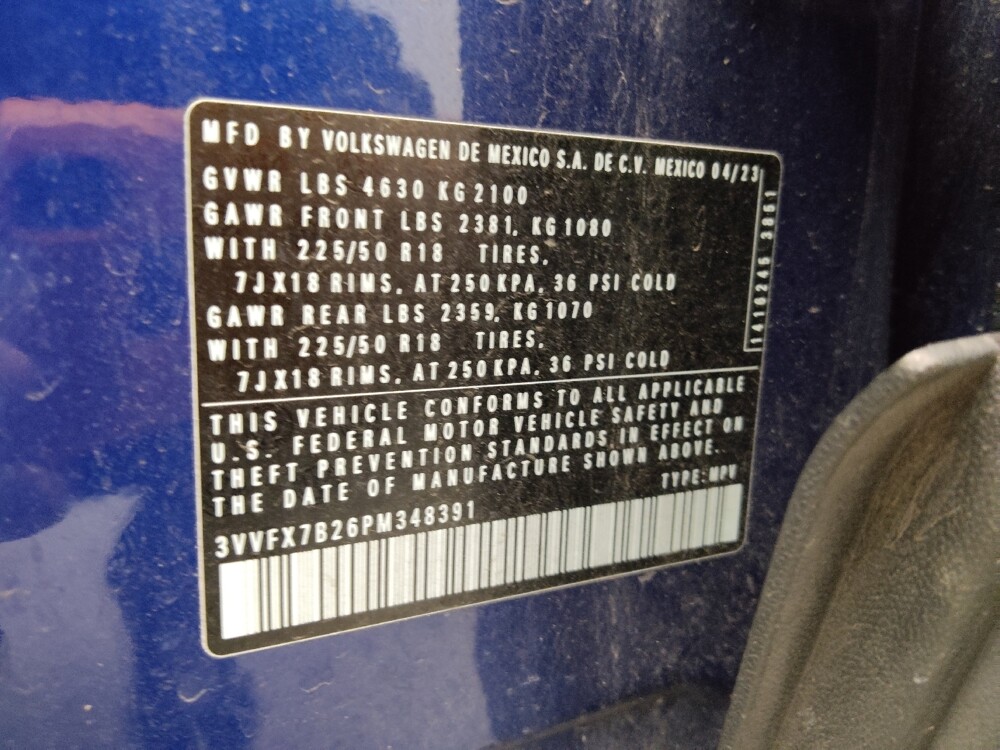 MFD BY VOLKSWAGEN DE MEXICO S.A. DE C.V. MEXICO 04/23
GVWR LBS 4630 KG 2100
GAWR FRONT LBS 2381, KG 1080
WITH 225/50 R18 TIRES,
7J X18 RIMS, AT 250 KPA, 36 PSI COLD
GAWR REAR LBS 2359, KG 1070
WITH 225/50 R18 TIRES,
7J X18 RIMS, AT 250 KPA, 36 PSI COLD
THIS VEHICLE CONFORMS TO ALL APPLICABLE
U.S. FEDERAL MOTOR VEHICLE SAFETY AND
THEFT PREVENTION STANDARDS IN EFFECT ON
THE DATE OF MANUFACTURE SHOWN ABOVE.
TYPE:MPV
3VVFX7B26PM348391